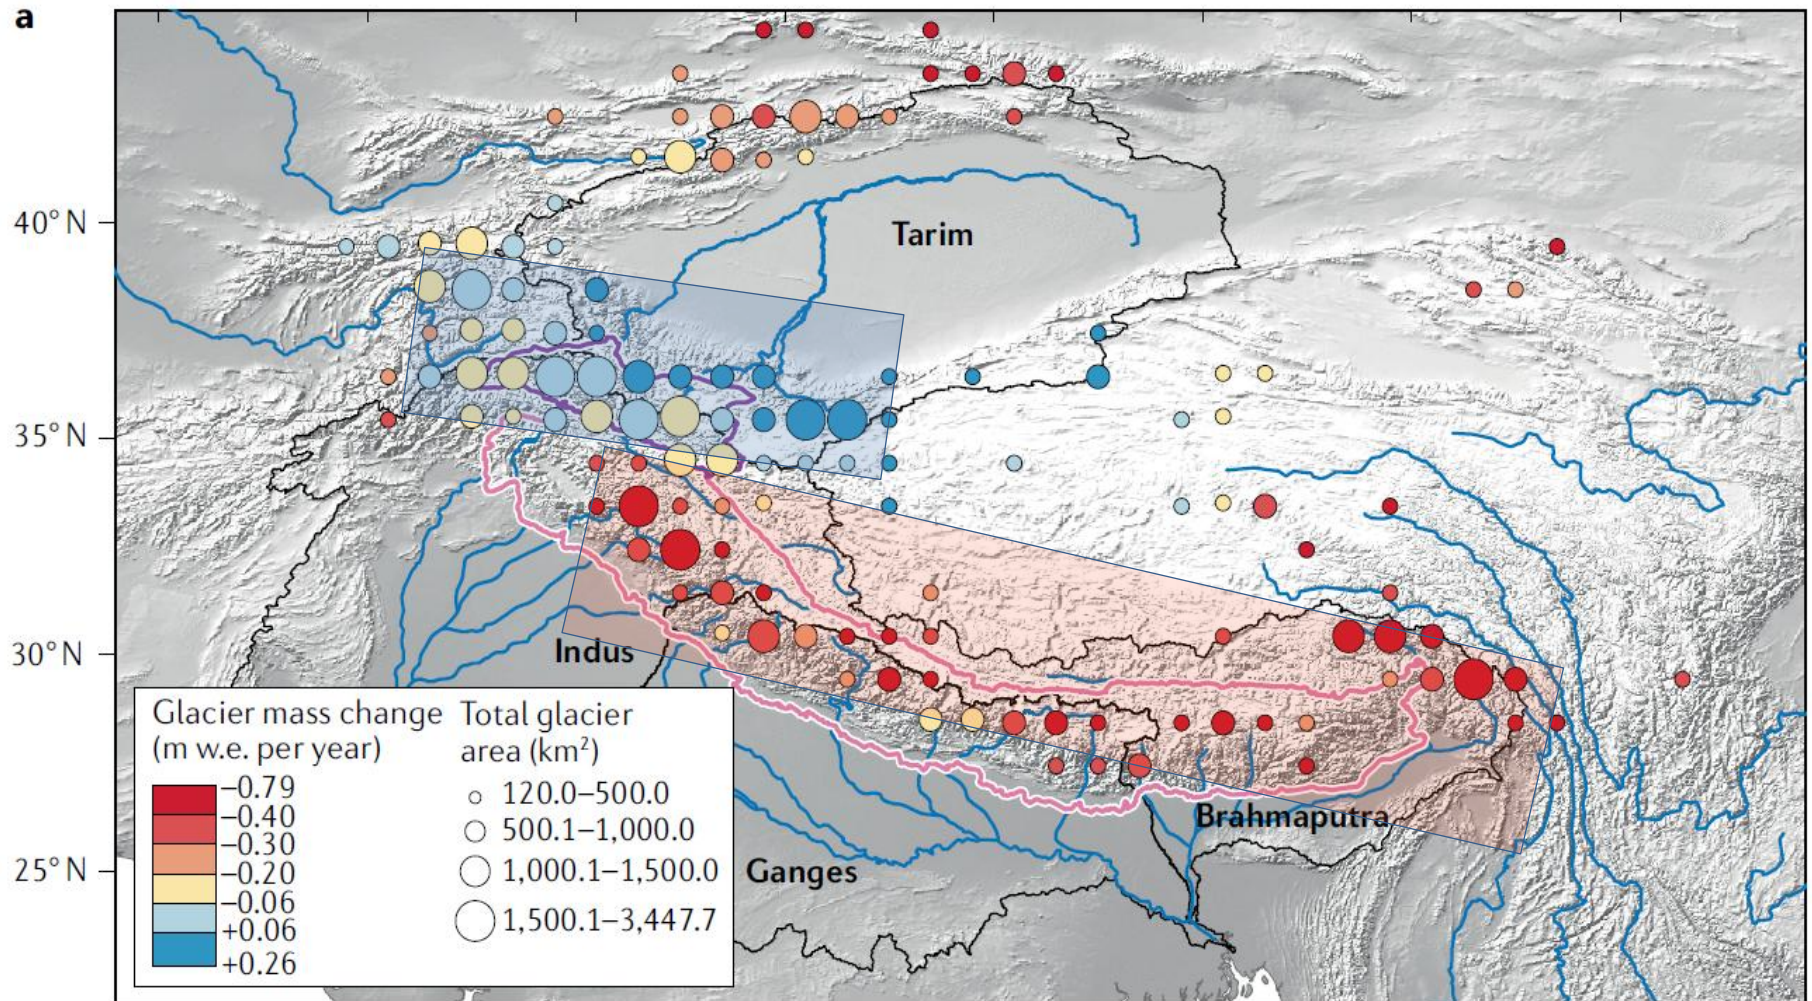 a
40° N
Tarim
35° N
30° N
Indus
Glacier mass change
(m w.e. per year)
−0.79
−0.40
−0.30
−0.20
−0.06
+0.06
+0.26
Total glacier
area (km²)
120.0–500.0
500.1–1,000.0
1,000.1–1,500.0
1,500.1–3,447.7
Brahmaputra
25° N
Ganges